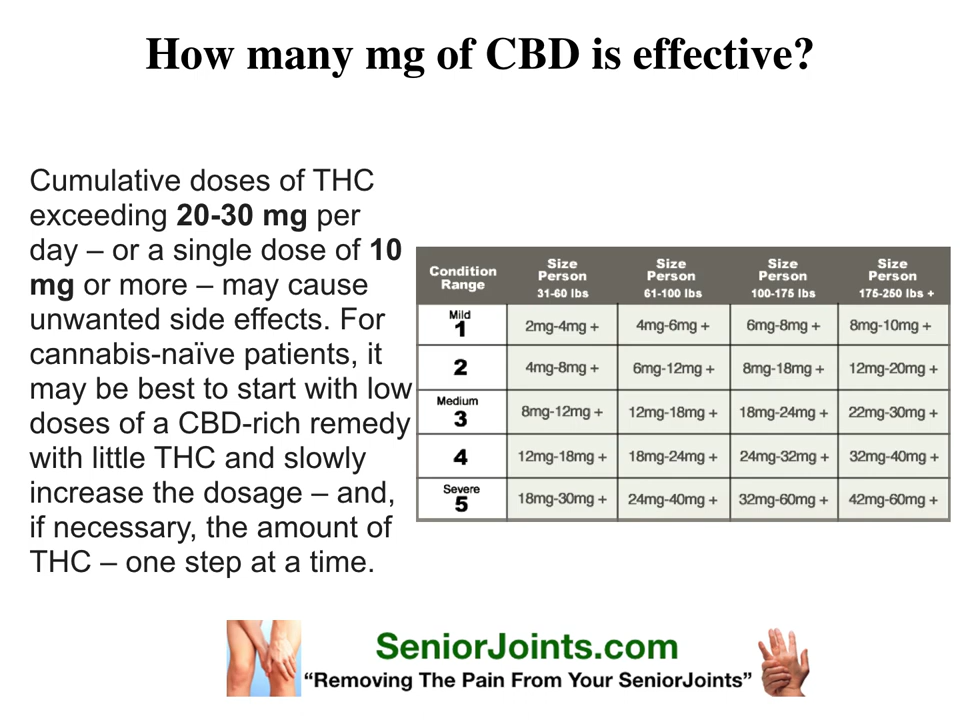 How many mg of CBD is effective?
Cumulative doses of THC
exceeding 20-30 mg per
day – or a single dose of 10
mg or more – may cause
unwanted side effects. For
cannabis-naïve patients, it
may be best to start with low
doses of a CBD-rich remedy
with little THC and slowly
increase the dosage – and,
if necessary, the amount of
THC – one step at a time.
Condition Size Size Size Size
Range Person Person Person Person
31-60 lbs 61-100 lbs 100-175 lbs 175-250 lbs +
Mild
1 2mg-4mg + 4mg-6mg + 6mg-8mg + 8mg-10mg +
2 4mg-8mg + 6mg-12mg + 8mg-18mg + 12mg-20mg +
Medium
3 8mg-12mg + 12mg-18mg + 18mg-24mg + 22mg-30mg +
4 12mg-18mg + 18mg-24mg + 24mg-32mg + 32mg-40mg +
Severe
5 18mg-30mg + 24mg-40mg + 32mg-60mg + 42mg-60mg +
SeniorJoints.com
“Removing The Pain From Your SeniorJoints”